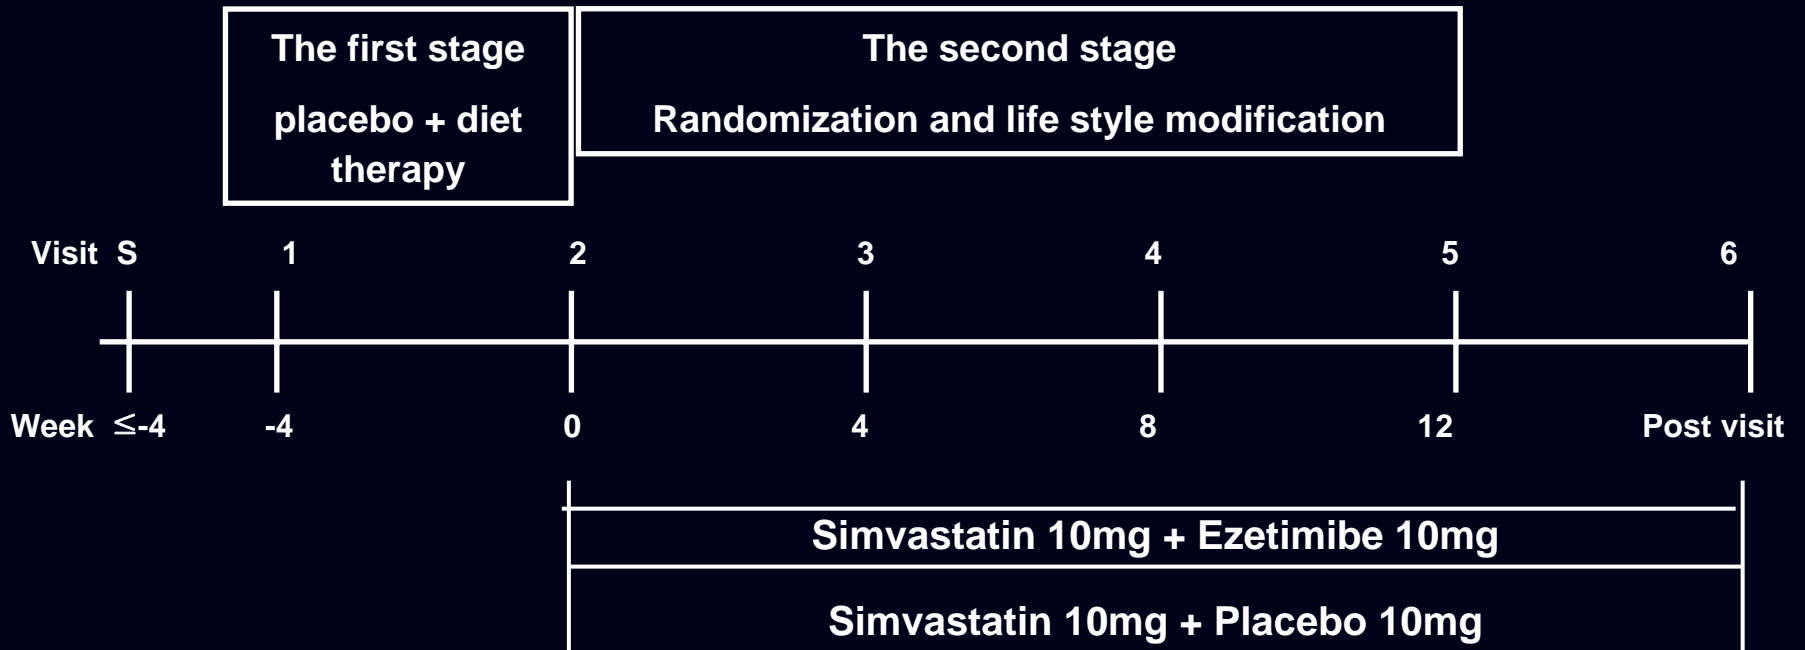 The first stage
placebo + diet
therapy
The second stage
Randomization and life style modification
Visit S 1 2 3 4 5 6
Week ≤-4 -4 0 4 8 12 Post visit
Simvastatin 10mg + Ezetimibe 10mg
Simvastatin 10mg + Placebo 10mg